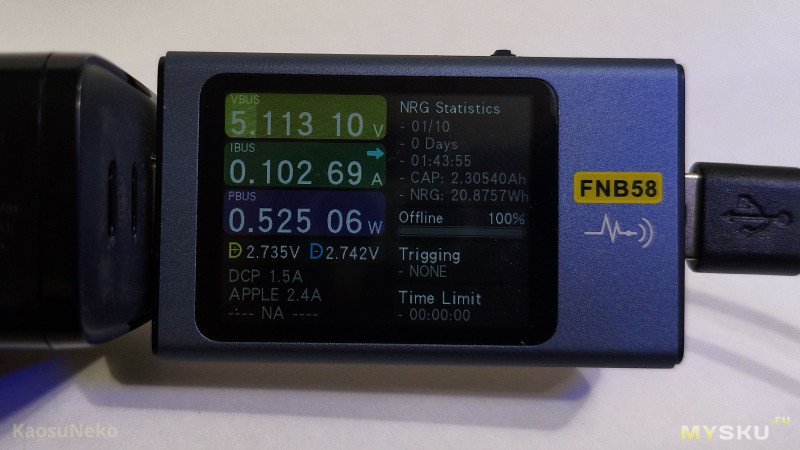 VBUS
5.113 10 V
IBUS
0.102 69 A
PBUS
0.525 06 W
D 2.735V D 2.742V
DCP 1.5A
APPLE 2.4A
---- NA ----
NRG Statistics
- 01/10
- 0 Days
- 01:43:55
- CAP: 2.30540Ah
- NRG: 20.8757Wh
Offline 100%
Trigging
- NONE
Time Limit
- 00:00:00
FNB58
KaosuNeko
MYSKU.ru